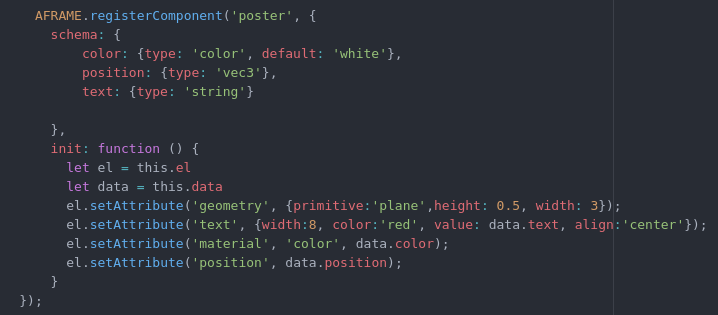 AFRAME.registerComponent('poster', {
schema: {
color: {type: 'color', default: 'white'},
position: {type: 'vec3'},
text: {type: 'string'}
},
init: function () {
let el = this.el
let data = this.data
el.setAttribute('geometry', {primitive:'plane',height: 0.5, width: 3});
el.setAttribute('text', {width:8, color:'red', value: data.text, align:'center'});
el.setAttribute('material', 'color', data.color);
el.setAttribute('position', data.position);
}
});